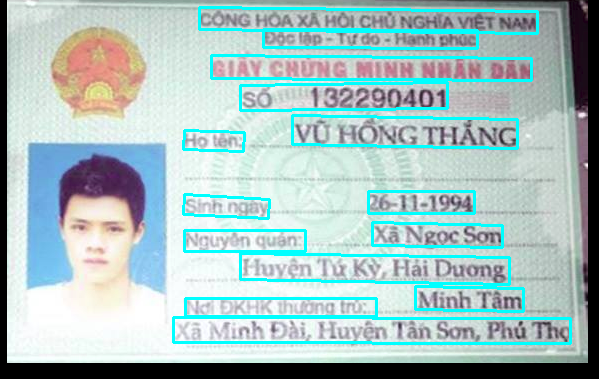 CỘNG HÒA XÃ HỘI CHỦ NGHĨA VIỆT NAM
Độc lập - Tự do - Hạnh phúc
GIẤY CHỨNG MINH NHÂN DÂN
SỐ 132290401
Họ tên: VŨ HỒNG THẮNG
Sinh ngày 26-11-1994
Nguyên quán: Xã Ngọc Sơn
Huyện Tứ Kỳ, Hải Dương
Nơi ĐKHK thường trú: Minh Tâm
Xã Minh Đài, Huyện Tân Sơn, Phú Thọ